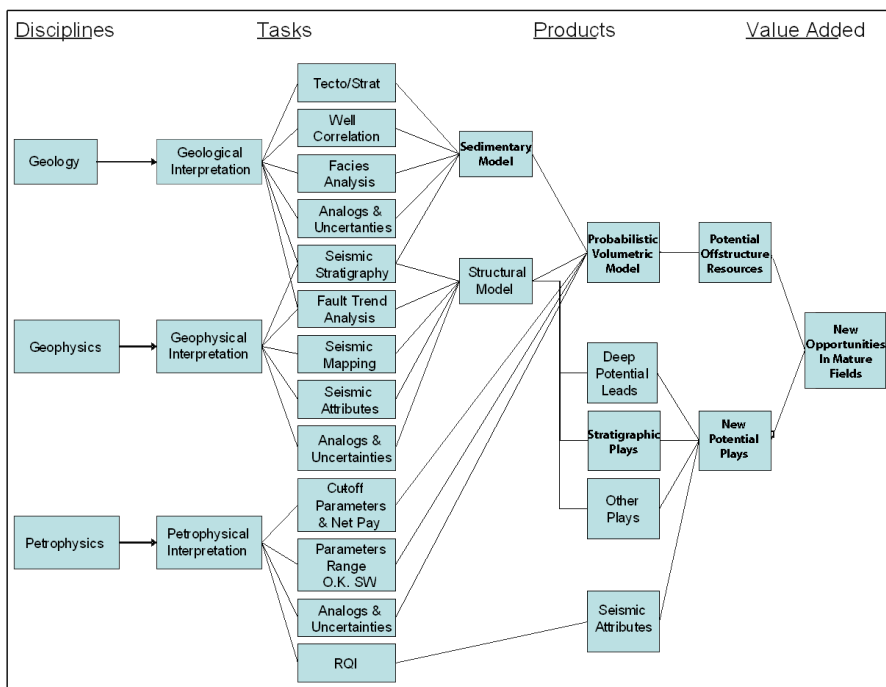 Disciplines
Tasks
Products
Value Added
Geology
Geophysics
Petrophysics
Geological
Interpretation
Geophysical
Interpretation
Petrophysical
Interpretation
Tecto/Strat
Well
Correlation
Facies
Analysis
Analogs &
Uncertanties
Seismic
Stratigraphy
Fault Trend
Analysis
Seismic
Mapping
Seismic
Attributes
Analogs &
Uncertainties
Cutoff
Parameters
& Net Pay
Parameters
Range
O.K. SW
Analogs &
Uncertainties
RQI
Sedimentary
Model
Structural
Model
Probabilistic
Volumetric
Model
Deep
Potential
Leads
Stratigraphic
Plays
Other
Plays
Seismic
Attributes
Potential
Offstructure
Resources
New
Potential
Plays
New
Opportunities
In Mature
Fields